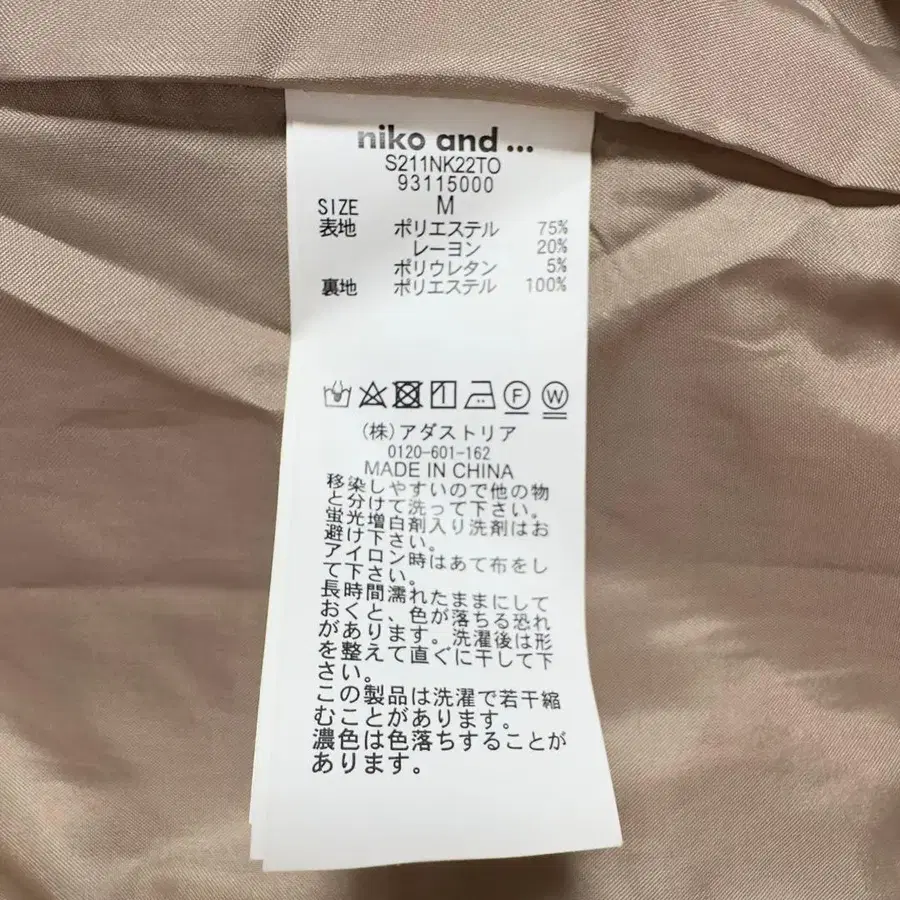 niko and ...
S211NK22TO
93115000
SIZE M
表地 ポリエステル 75%
レーヨン 20%
ポリウレタン 5%
裏地 ポリエステル 100%
F W
(株)アダストリア
0120-601-162
MADE IN CHINA
移染しやすいので他の物
と分けて洗って下さい。
蛍光増白剤入り洗剤はお
避け下さい。
アイロン時はあて布をし
て下さい。
長時間濡れたままにして
おくと、色が落ちる恐れ
があります。洗濯後は形
を整えて直ぐに干して下
さい。
この製品は洗濯で若干縮
むことがあります。
濃色は色落ちすることが
あります。